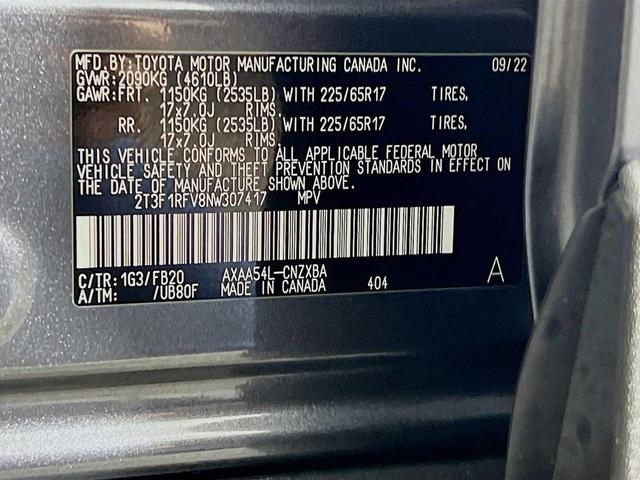 MFD.BY:TOYOTA MOTOR MANUFACTURING CANADA INC. 09/22
GVWR:2090KG (4610LB)
GAWR:FRT. 1150KG (2535LB) WITH 225/65R17 TIRES,
17x7.0J RIMS.
RR. 1150KG (2535LB) WITH 225/65R17 TIRES,
17x7.0J RIMS.
THIS VEHICLE CONFORMS TO ALL APPLICABLE FEDERAL MOTOR
VEHICLE SAFETY AND THEFT PREVENTION STANDARDS IN EFFECT ON
THE DATE OF MANUFACTURE SHOWN ABOVE.
2T3F1RFV8NW307417 MPV
C/TR:1G3/FB20 AXAA54L-CNZXBA A
A/TM: /UB80F MADE IN CANADA 404